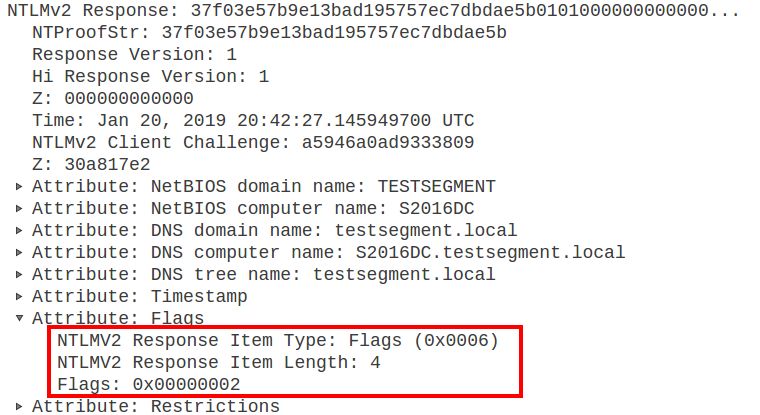 NTLMv2 Response: 37f03e57b9e13bad195757ec7dbdae5b0101000000000000...
NTProofStr: 37f03e57b9e13bad195757ec7dbdae5b
Response Version: 1
Hi Response Version: 1
Z: 000000000000
Time: Jan 20, 2019 20:42:27.145949700 UTC
NTLMv2 Client Challenge: a5946a0ad9333809
Z: 30a817e2
Attribute: NetBIOS domain name: TESTSEGMENT
Attribute: NetBIOS computer name: S2016DC
Attribute: DNS domain name: testsegment.local
Attribute: DNS computer name: S2016DC.testsegment.local
Attribute: DNS tree name: testsegment.local
Attribute: Timestamp
Attribute: Flags
NTLMV2 Response Item Type: Flags (0x0006)
NTLMV2 Response Item Length: 4
Flags: 0x00000002
Attribute: Restrictions